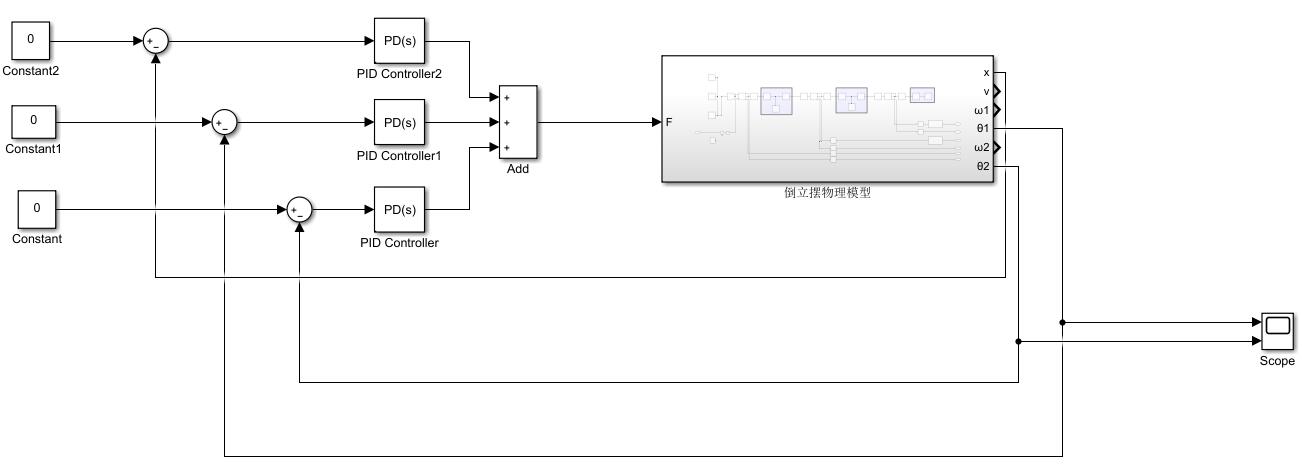 0
+
−
PD(s)
Constant2
PID Controller2
x
v
ω1
θ1
ω2
θ2
F
倒立摆物理模型
0
+
−
PD(s)
Constant1
PID Controller1
+
+
+
Add
0
+
−
PD(s)
Constant
PID Controller
Scope